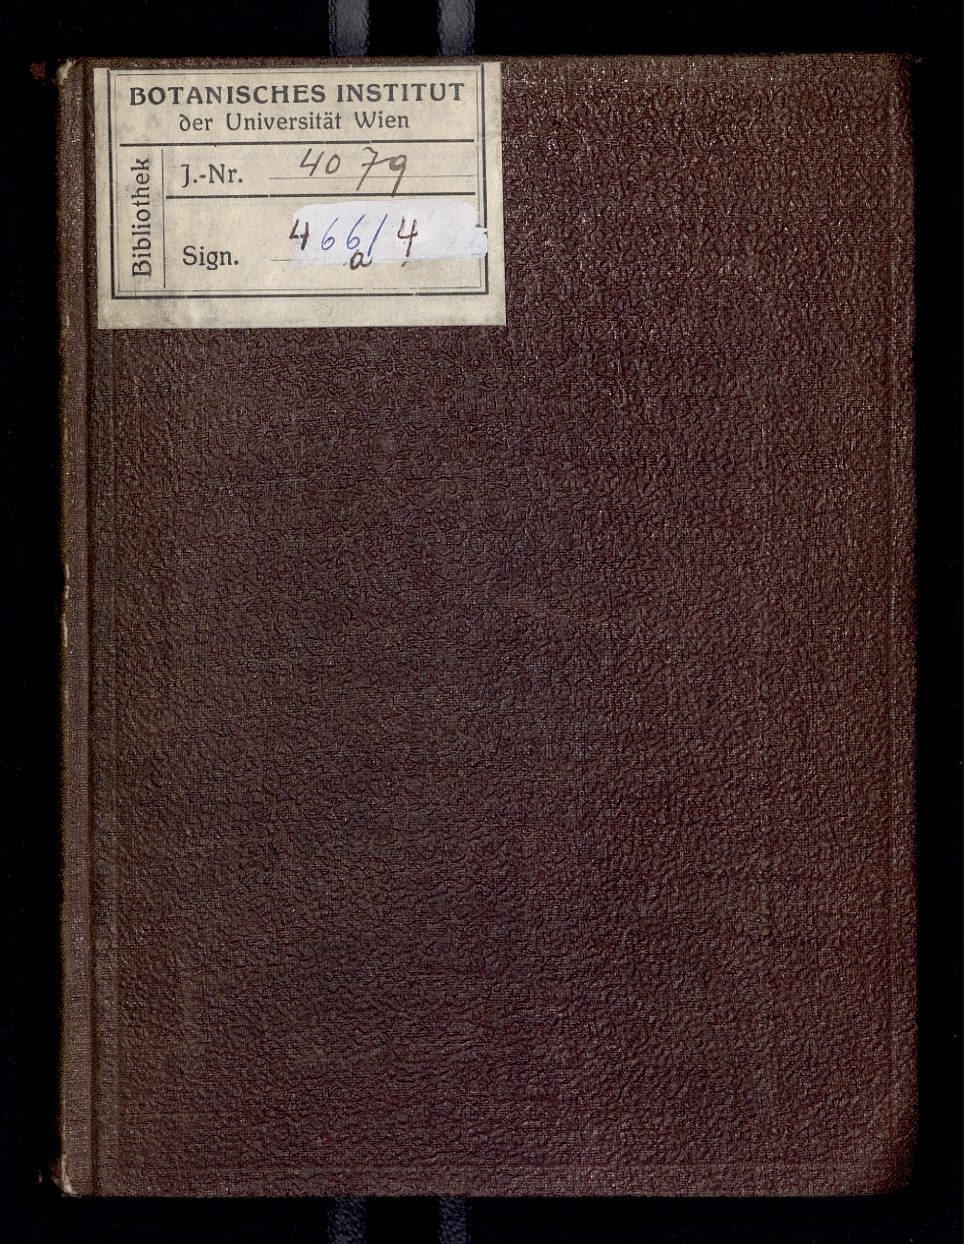 BOTANISCHES INSTITUT
der Universität Wien
Bibliothek
J.-Nr. 4079
Sign. 466/4
a